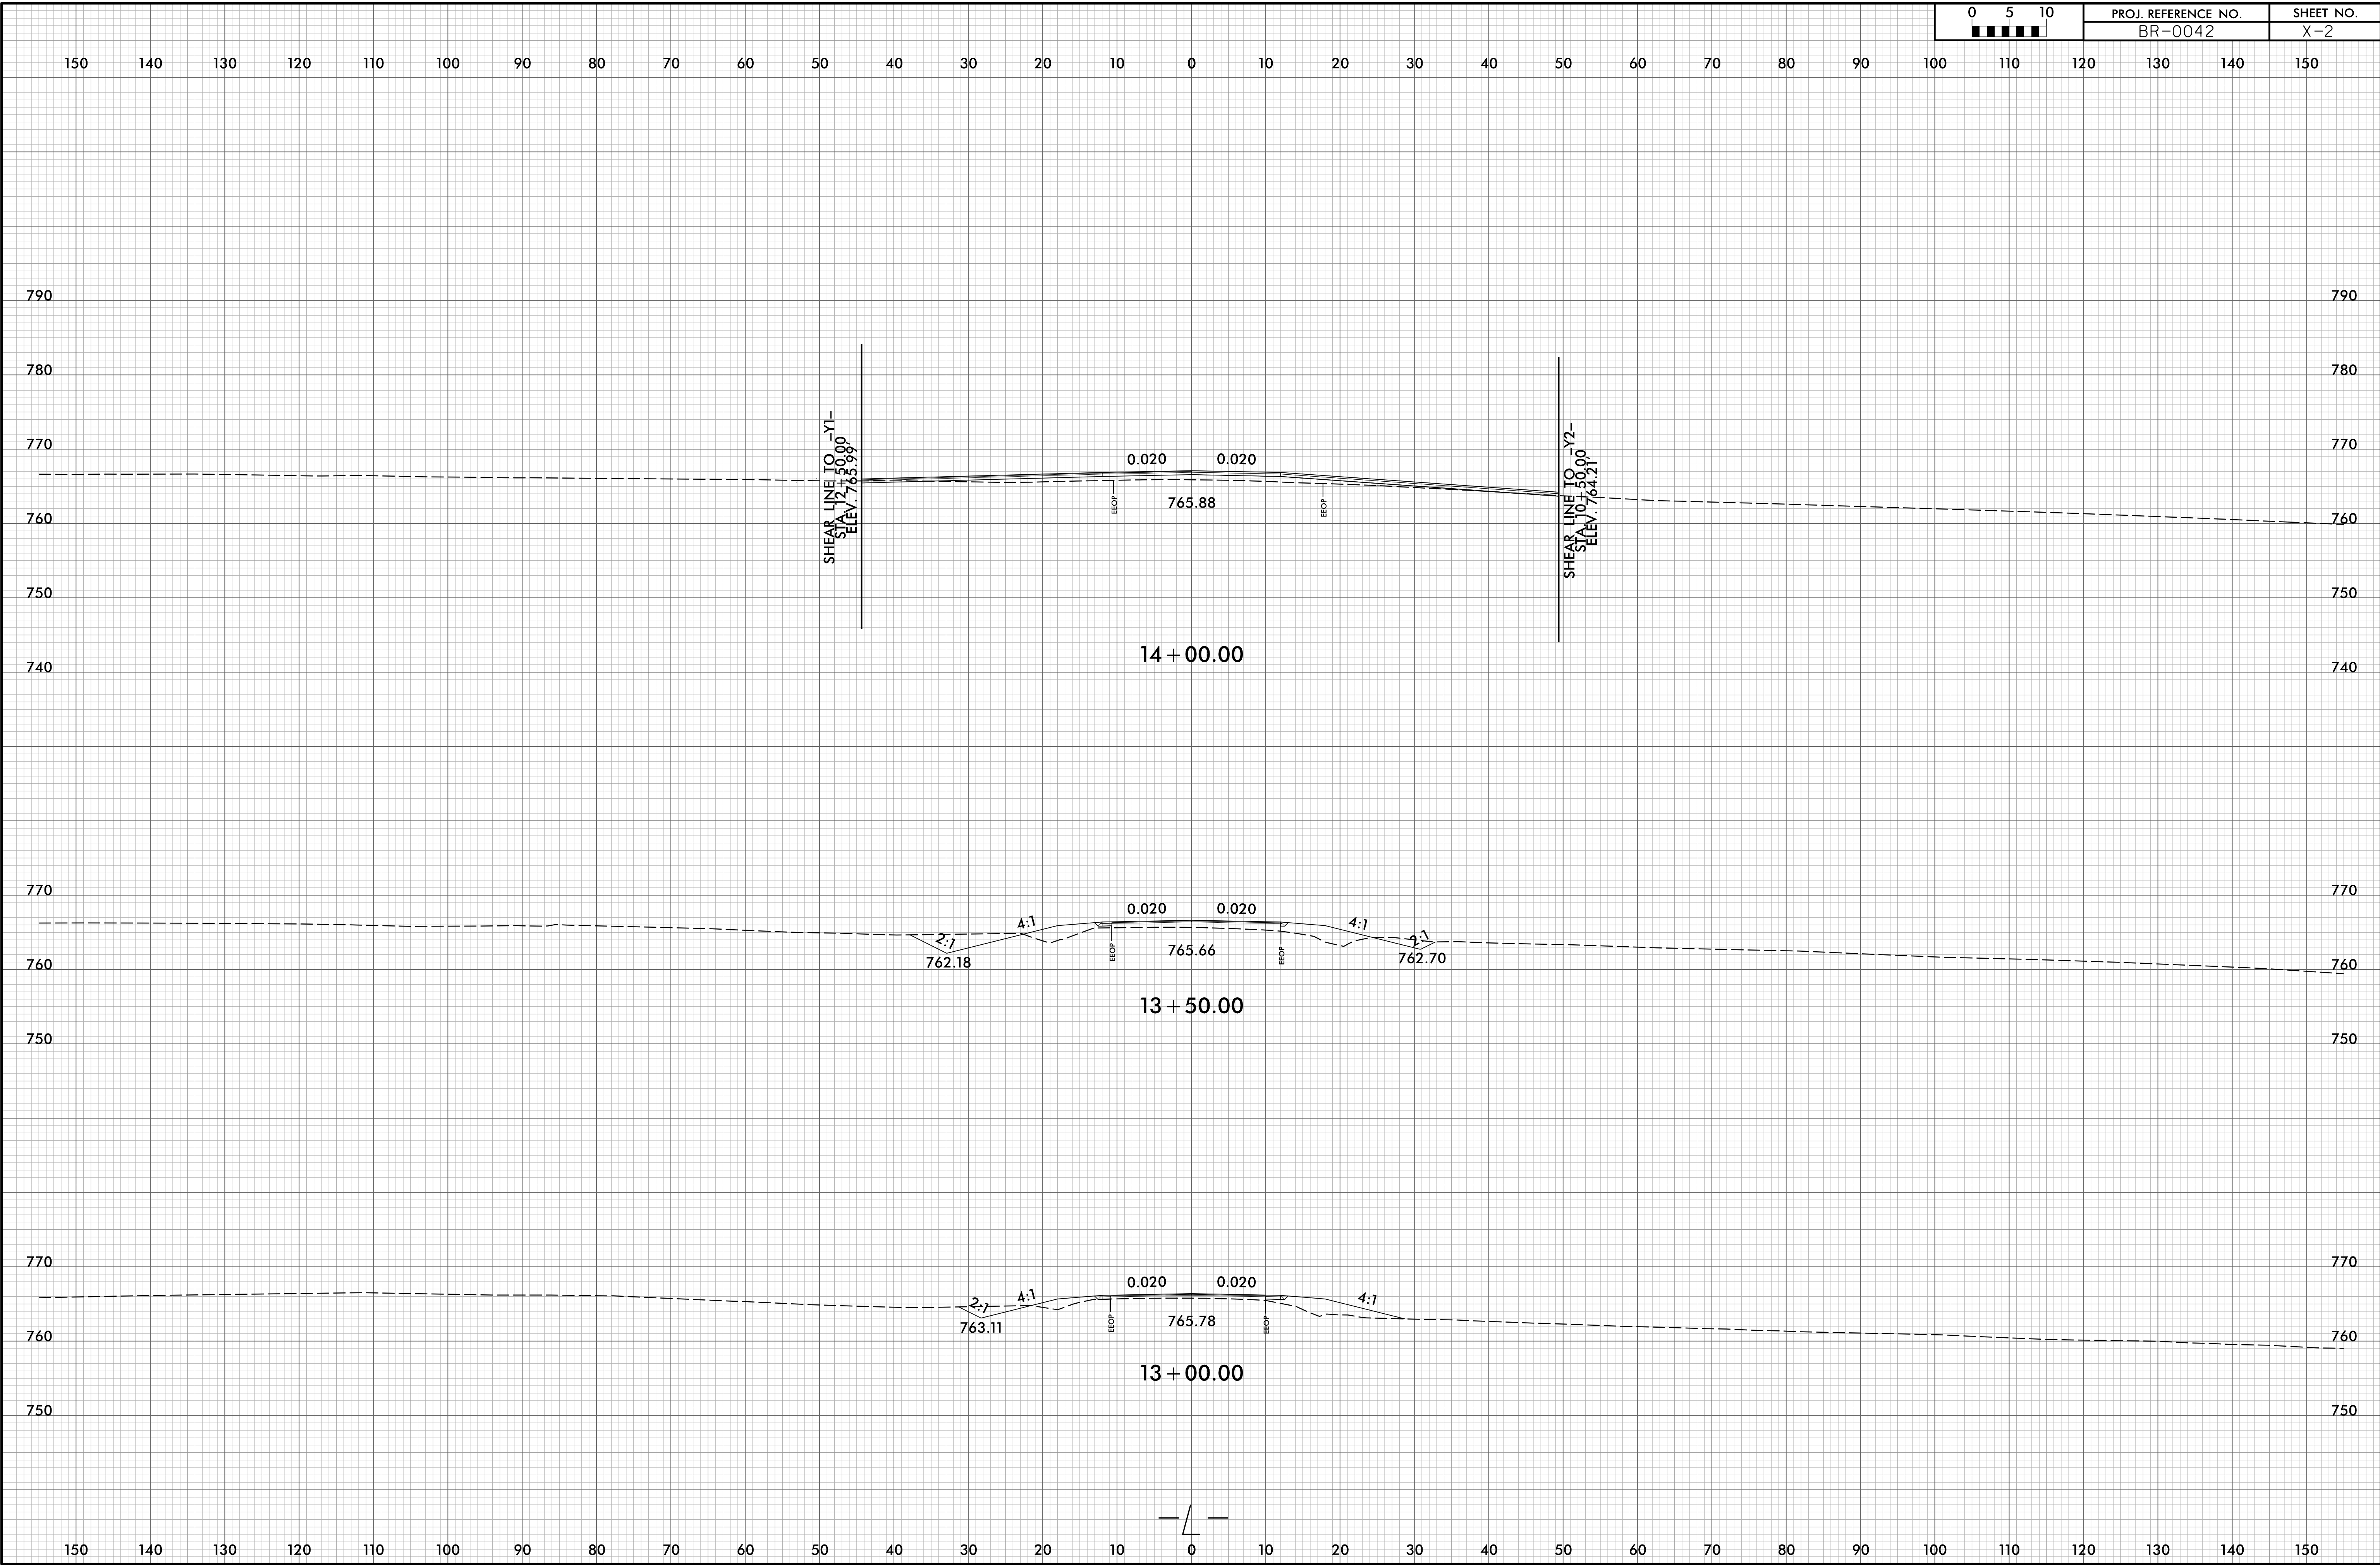 0 5 10
PROJ. REFERENCE NO. SHEET NO.
BR-0042 X-2
150 140 130 120 110 100 90 80 70 60 50 40 30 20 10 0 10 20 30 40 50 60 70 80 90 100 110 120 130 140 150
790 790
780 780
770 770
760 760
750 750
740 740
SHEAR LINE TO -Y1-
STA. 12+50.00
ELEV. 765.99'
0.020 0.020
EEOP 765.88 EEOP
SHEAR LINE TO -Y2-
STA. 10+50.00
ELEV. 764.21'
14+00.00
770 770
0.020 0.020
2:1 4:1 4:1 2:1
762.18 EEOP 765.66 EEOP 762.70
760 760
13+50.00
750 750
770 770
0.020 0.020
2:1 4:1 4:1
763.11 EEOP 765.78 EEOP
760 760
13+00.00
750 750
-L-
150 140 130 120 110 100 90 80 70 60 50 40 30 20 10 0 10 20 30 40 50 60 70 80 90 100 110 120 130 140 150